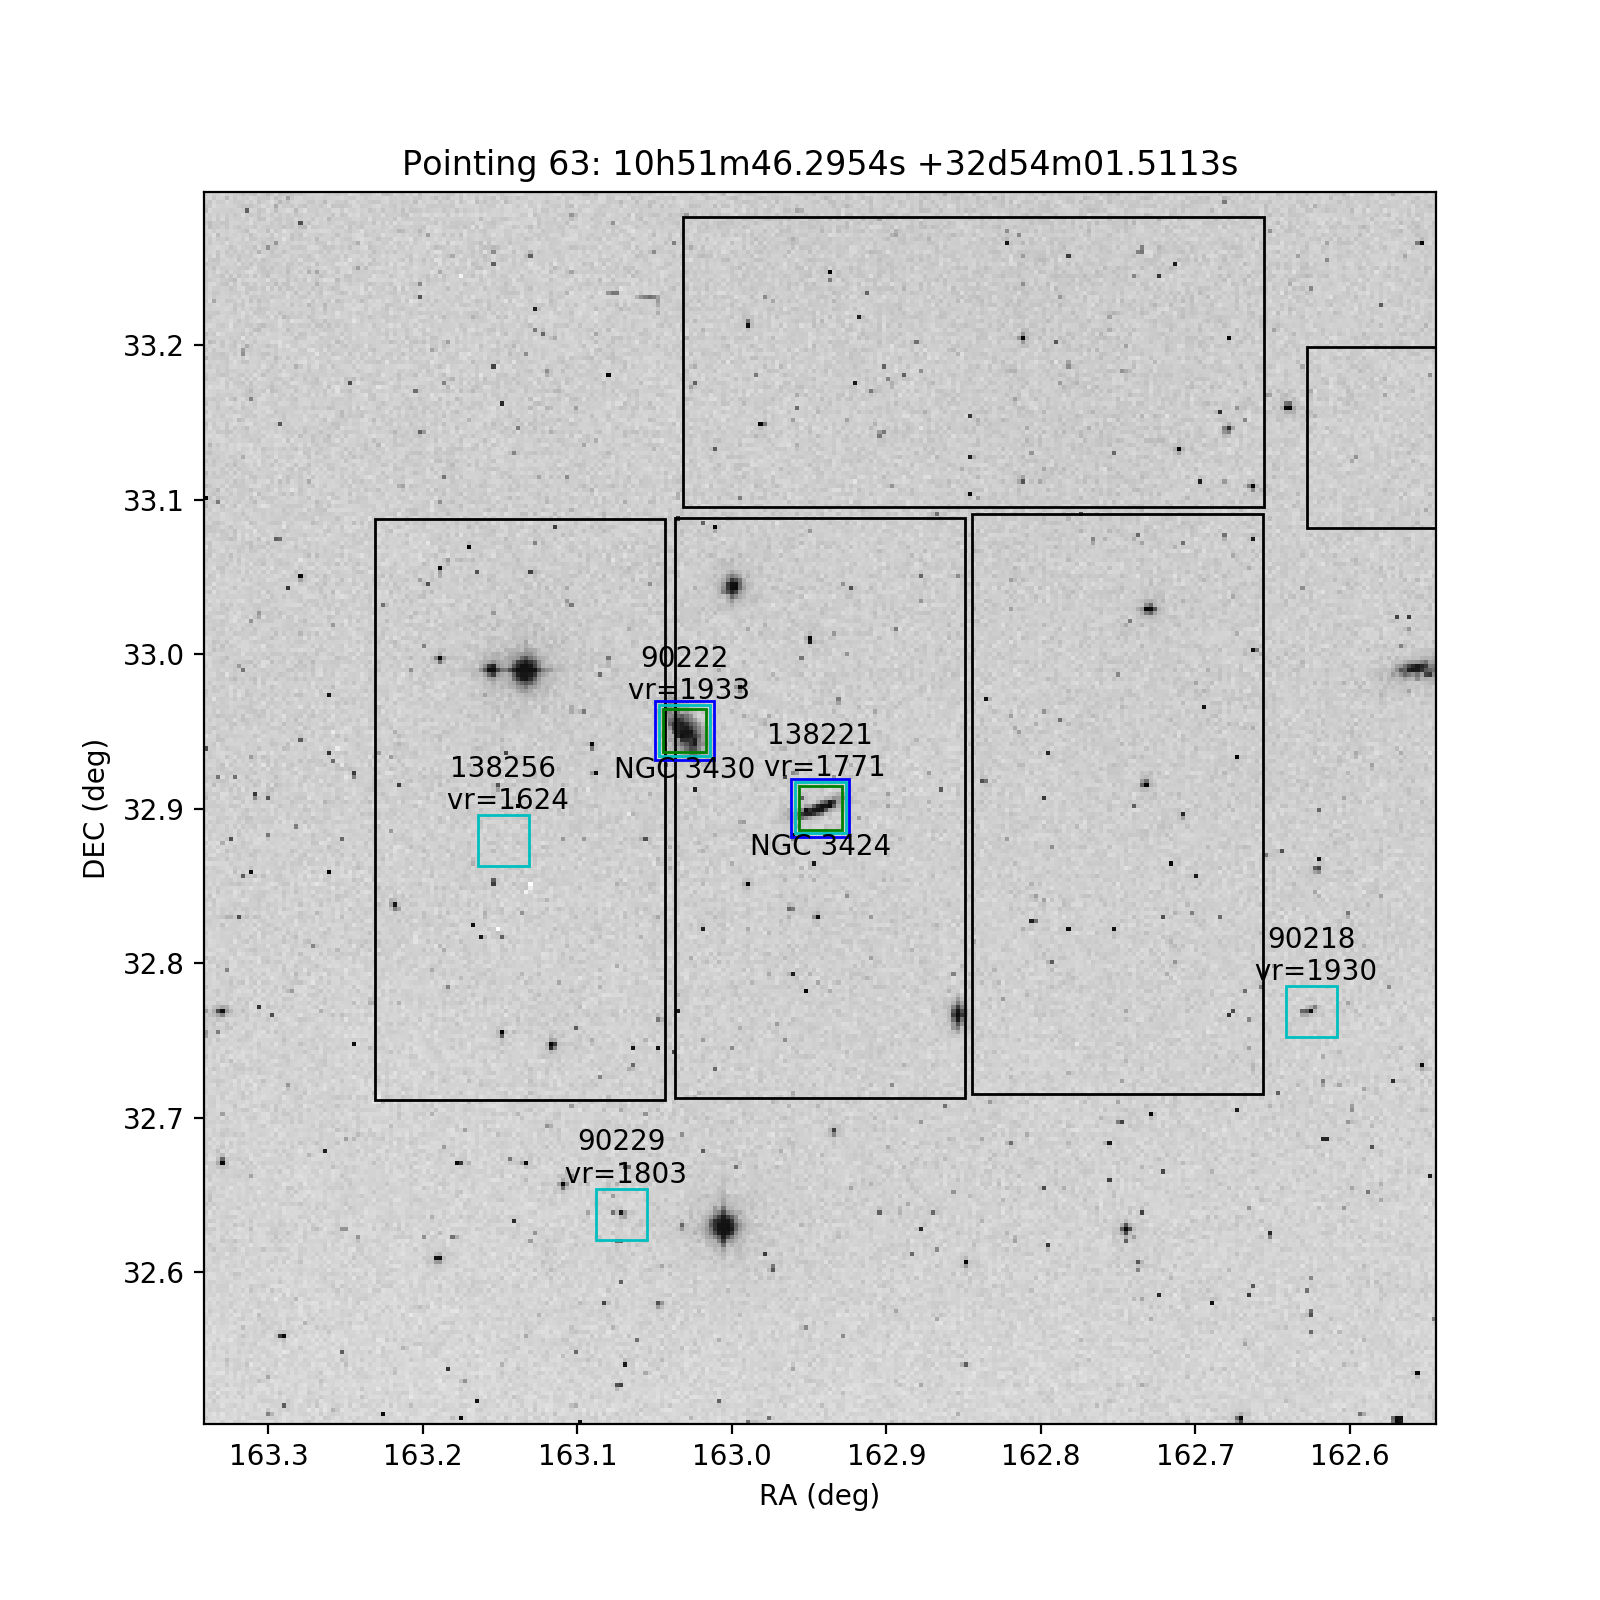 Pointing 63: 10h51m46.2954s +32d54m01.5113s
33.2
33.1
33.0
32.9
32.8
32.7
32.6
DEC (deg)
90222
vr=1933
NGC 3430
138221
vr=1771
NGC 3424
138256
vr=1624
90218
vr=1930
90229
vr=1803
163.3 163.2 163.1 163.0 162.9 162.8 162.7 162.6
RA (deg)